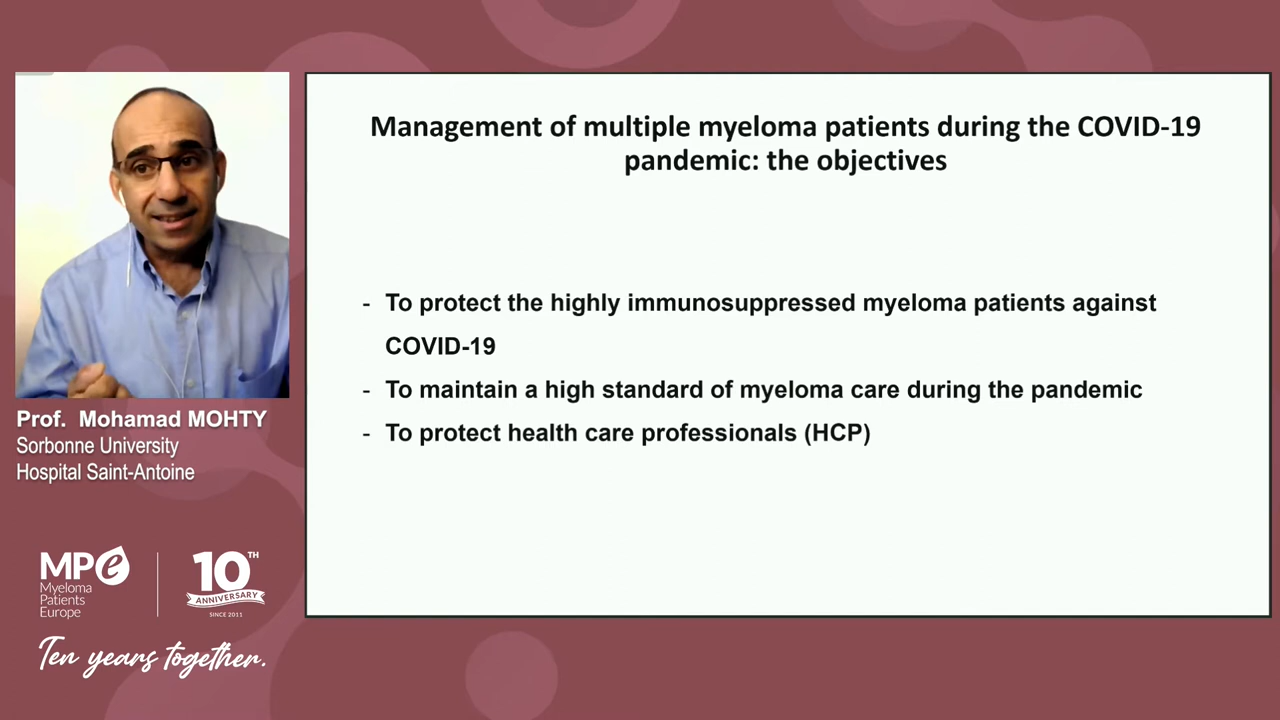 Management of multiple myeloma patients during the COVID-19
pandemic: the objectives
- To protect the highly immunosuppressed myeloma patients against
COVID-19
- To maintain a high standard of myeloma care during the pandemic
- To protect health care professionals (HCP)
Prof. Mohamad MOHTY
Sorbonne University
Hospital Saint-Antoine
MPe
Myeloma
Patients
Europe
10TH
ANNIVERSARY
SINCE 2011
Ten years together.